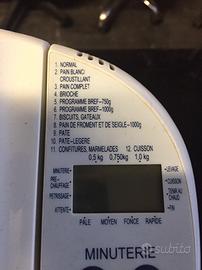 1 NORMAL
2 PAIN BLANC
CROUSTILLANT
3 PAIN COMPLET
4 BRIOCHE
5 PROGRAMME BREF-750g
6 PROGRAMME BREF-1000g
7 BISCUITS, GATEAUX
8 PAIN DE FROMENT ET DE SEIGLE-1000g
9 PATE
10 PATE-LEGERE
11 CONFITURES, MARMELADES 12 CUISSON
0,5 kg 0,750kg 1,0 kg
MINUTERIE
PRE-
CHAUFFAGE
PETRISSAGE
ATTENTE
LEVAGE
CUISSON
TENIR AU
CHAUD
FIN
PALE MOYEN FONCE RAPIDE
MINUTERIE
subito